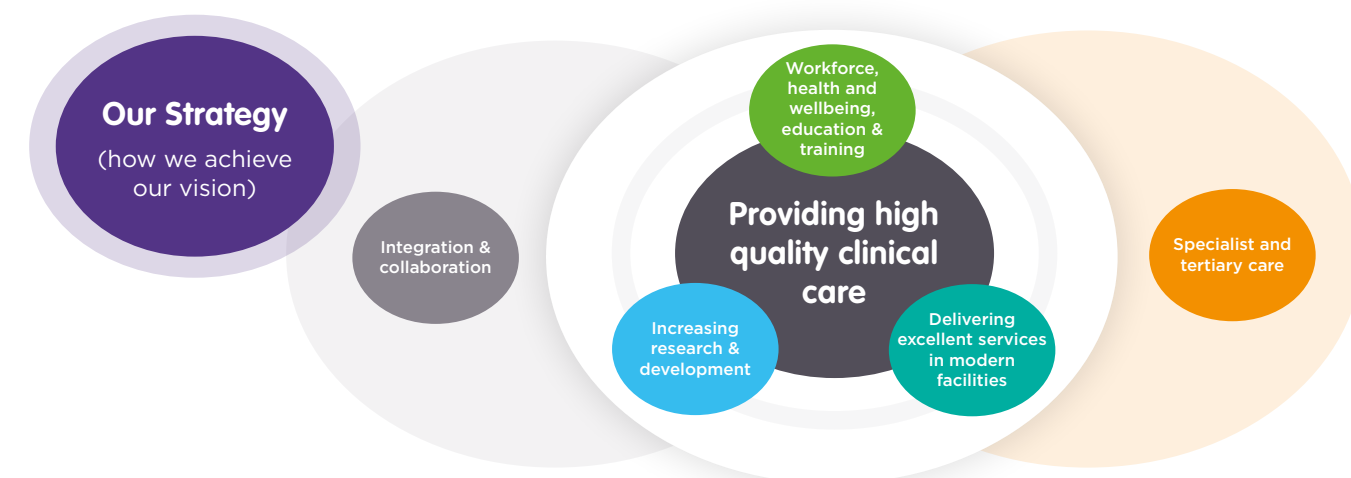 Our Strategy
(how we achieve
our vision)
Integration &
collaboration
Workforce,
health and
wellbeing,
education &
training
Providing high
quality clinical
care
Increasing
research &
development
Delivering
excellent services
in modern
facilities
Specialist and
tertiary care